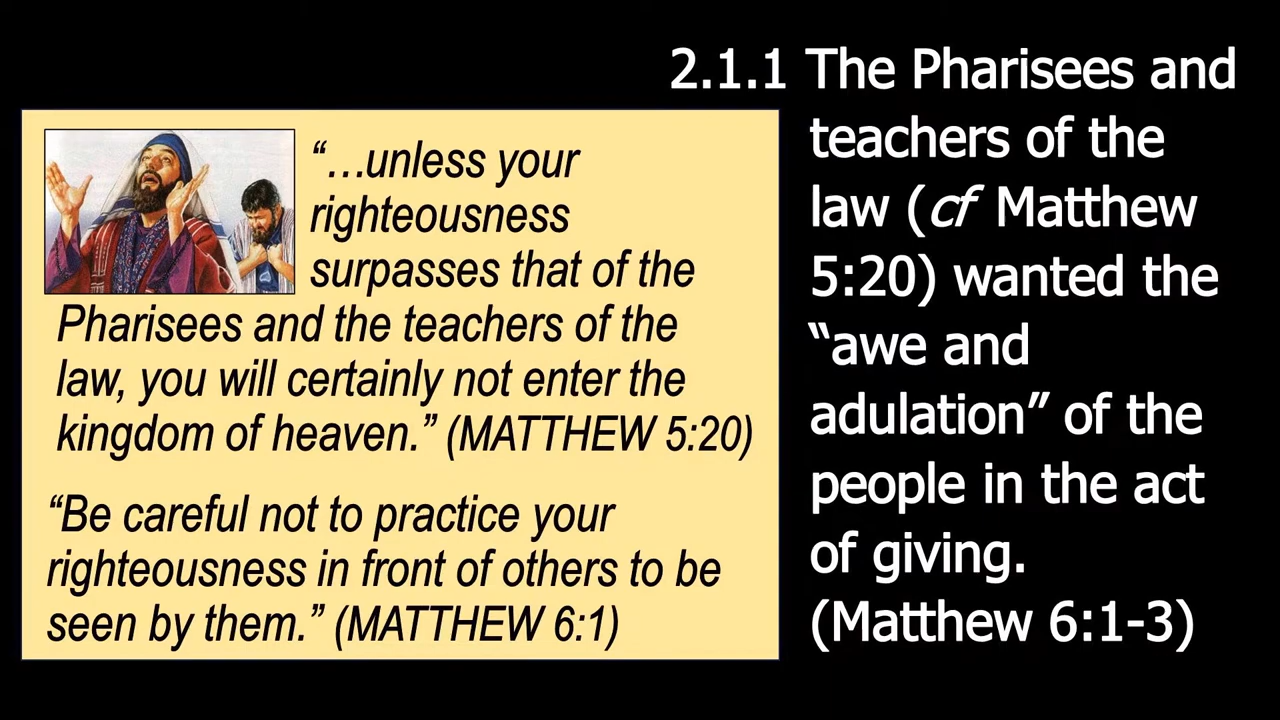 2.1.1 The Pharisees and
teachers of the
law (cf Matthew
5:20) wanted the
“awe and
adulation” of the
people in the act
of giving.
(Matthew 6:1-3)
“…unless your
righteousness
surpasses that of the
Pharisees and the teachers of the
law, you will certainly not enter the
kingdom of heaven.” (MATTHEW 5:20)
“Be careful not to practice your
righteousness in front of others to be
seen by them.” (MATTHEW 6:1)